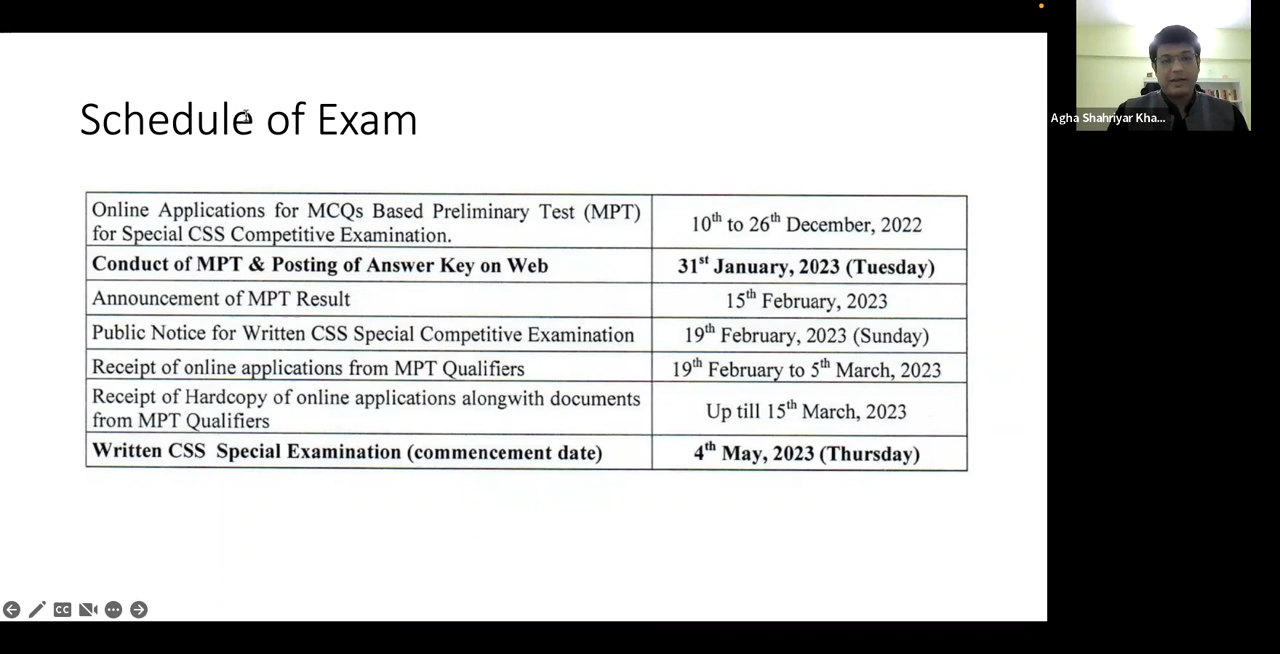 Schedule of Exam
Online Applications for MCQs Based Preliminary Test (MPT)
for Special CSS Competitive Examination.
10th to 26th December, 2022
Conduct of MPT & Posting of Answer Key on Web
31st January, 2023 (Tuesday)
Announcement of MPT Result
15th February, 2023
Public Notice for Written CSS Special Competitive Examination
19th February, 2023 (Sunday)
Receipt of online applications from MPT Qualifiers
19th February to 5th March, 2023
Receipt of Hardcopy of online applications alongwith documents
from MPT Qualifiers
Up till 15th March, 2023
Written CSS Special Examination (commencement date)
4th May, 2023 (Thursday)
Agha Shahriyar Kha...
CC